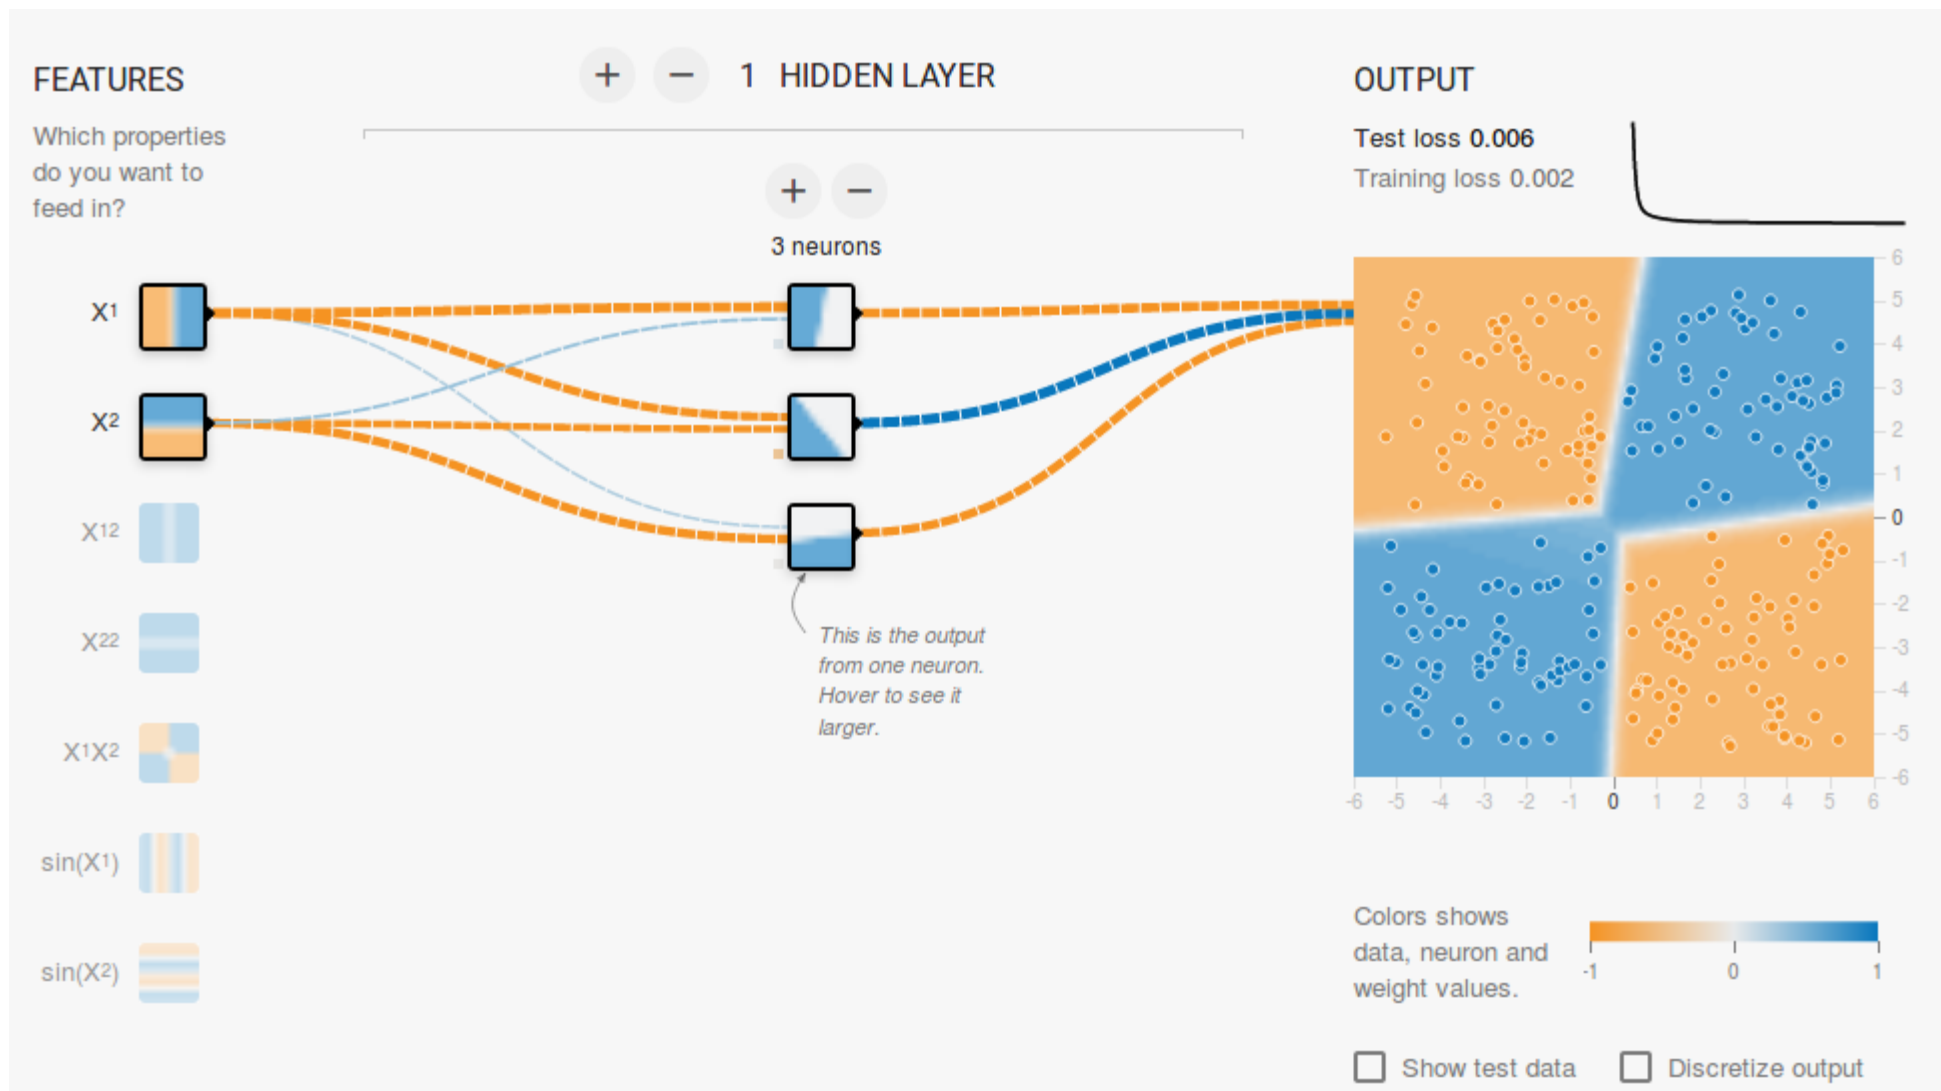 FEATURES
Which properties
do you want to
feed in?
+ − 1 HIDDEN LAYER
+ −
3 neurons
X1
X2
X12
X22
X1X2
sin(X1)
sin(X2)
This is the output
from one neuron.
Hover to see it
larger.
OUTPUT
Test loss 0.006
Training loss 0.002
6
5
4
3
2
1
0
-1
-2
-3
-4
-5
-6
-6 -5 -4 -3 -2 -1 0 1 2 3 4 5 6
Colors shows
data, neuron and
weight values.
-1 0 1
Show test data
Discretize output